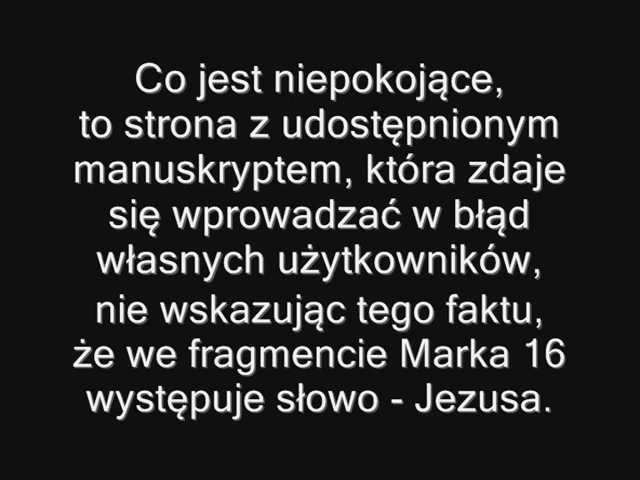 Co jest niepokojące,
to strona z udostępnionym
manuskryptem, która zdaje
się wprowadzać w błąd
własnych użytkowników,
nie wskazując tego faktu,
że we fragmencie Marka 16
występuje słowo - Jezusa.